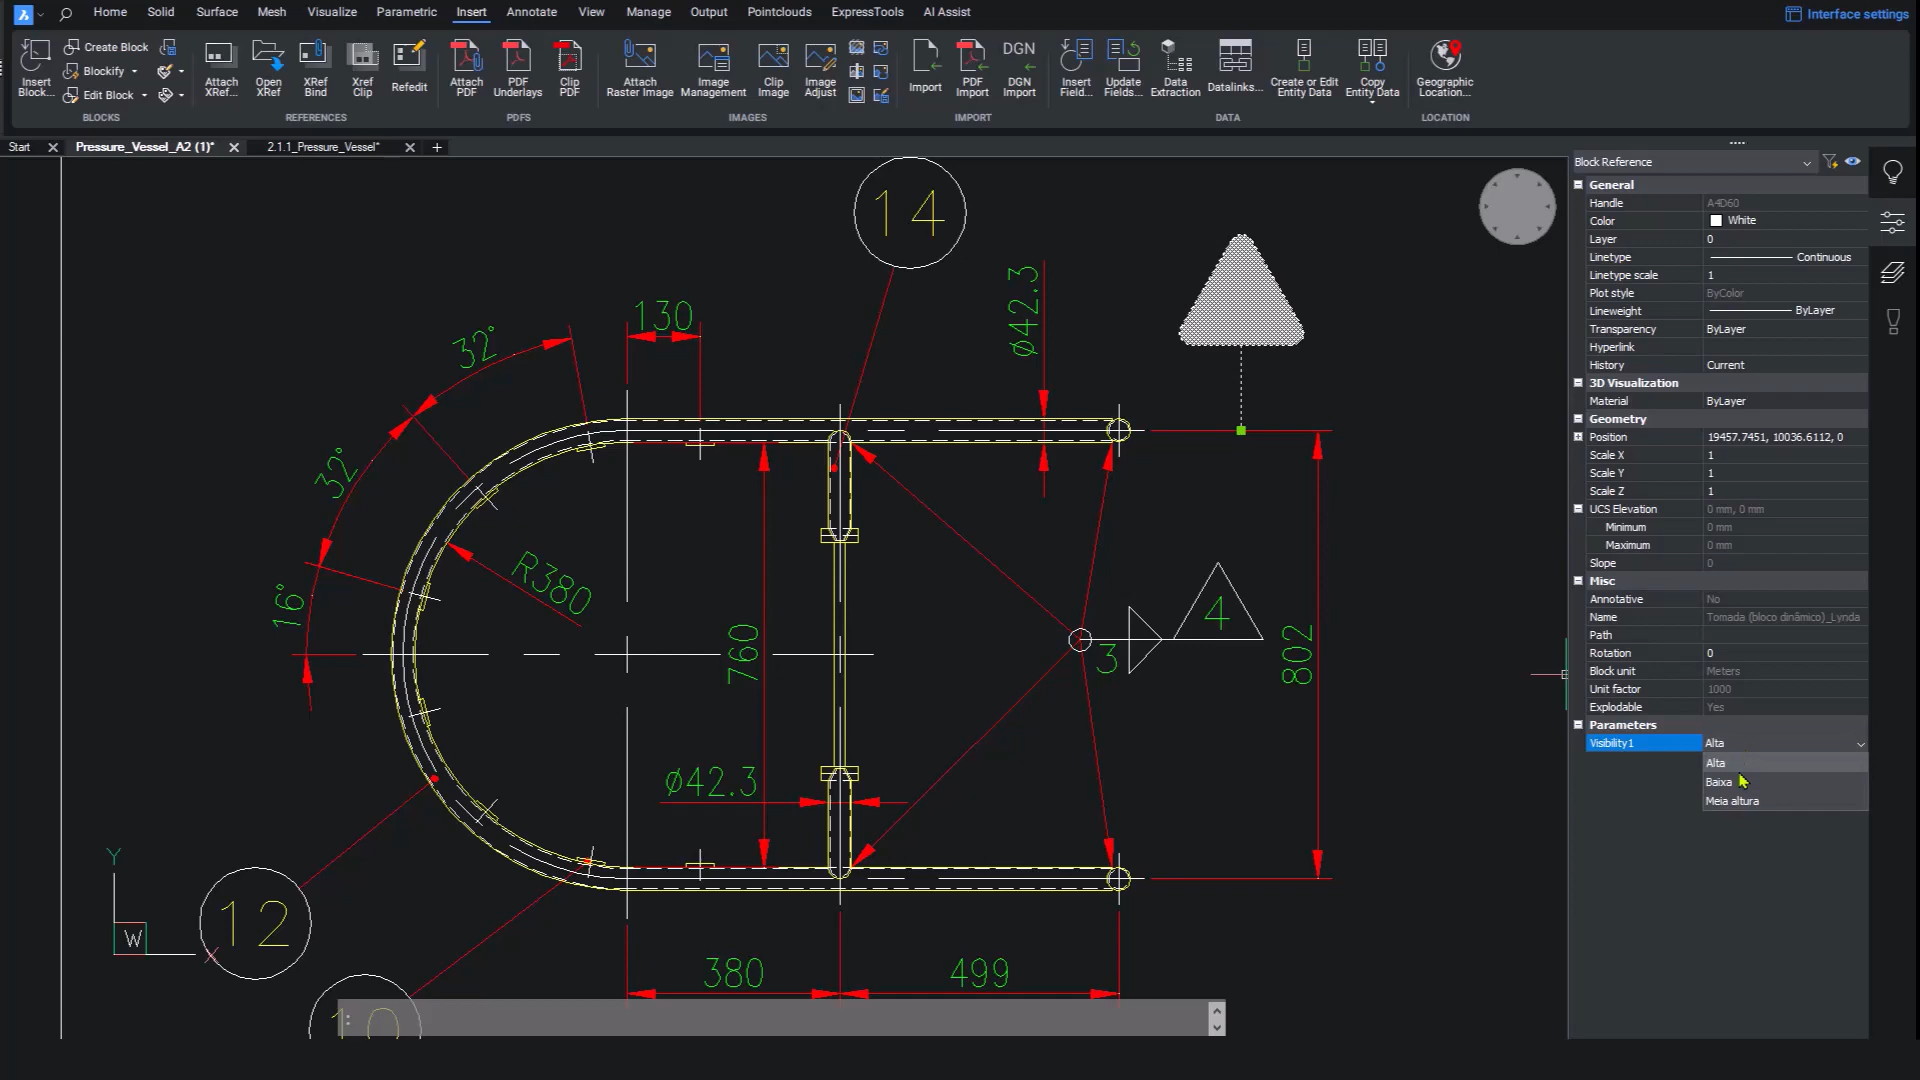 Home Solid Surface Mesh Visualize Parametric Insert Annotate View Manage Output Pointclouds ExpressTools AI Assist Interface settings
Insert Block...
Create Block
Blockify
Edit Block
Attach XRef...
Open XRef
XRef Bind
Xref Clip
Refedit
Attach PDF
PDF Underlays
Clip PDF
Attach Raster Image
Image Management
Clip Image
Image Adjust
Import
PDF Import
DGN
DGN Import
Insert Field...
Update Fields...
Data Extraction
Datalinks...
Create or Edit Entity Data
Copy Entity Data
Geographic Location...
BLOCKS REFERENCES PDFS IMAGES IMPORT DATA LOCATION
Start Pressure_Vessel_A2 (1)* 2.1.1_Pressure_Vessel*
14
130
32°
ø42.3
32°
R380
16°
760
3
4
802
ø42.3
12
380
499
10
Y
W
X
:
Block Reference
General
Handle A4D60
Color White
Layer 0
Linetype Continuous
Linetype scale 1
Plot style ByColor
Lineweight ByLayer
Transparency ByLayer
Hyperlink
History Current
3D Visualization
Material ByLayer
Geometry
Position 19457.7451, 10036.6112, 0
Scale X 1
Scale Y 1
Scale Z 1
UCS Elevation 0 mm, 0 mm
Minimum 0 mm
Maximum 0 mm
Slope 0
Misc
Annotative No
Name Tomada (bloco dinâmico)_Lynda
Path
Rotation 0
Block unit Meters
Unit factor 1000
Explodable Yes
Parameters
Visibility1 Alta
Alta
Baixa
Meia altura